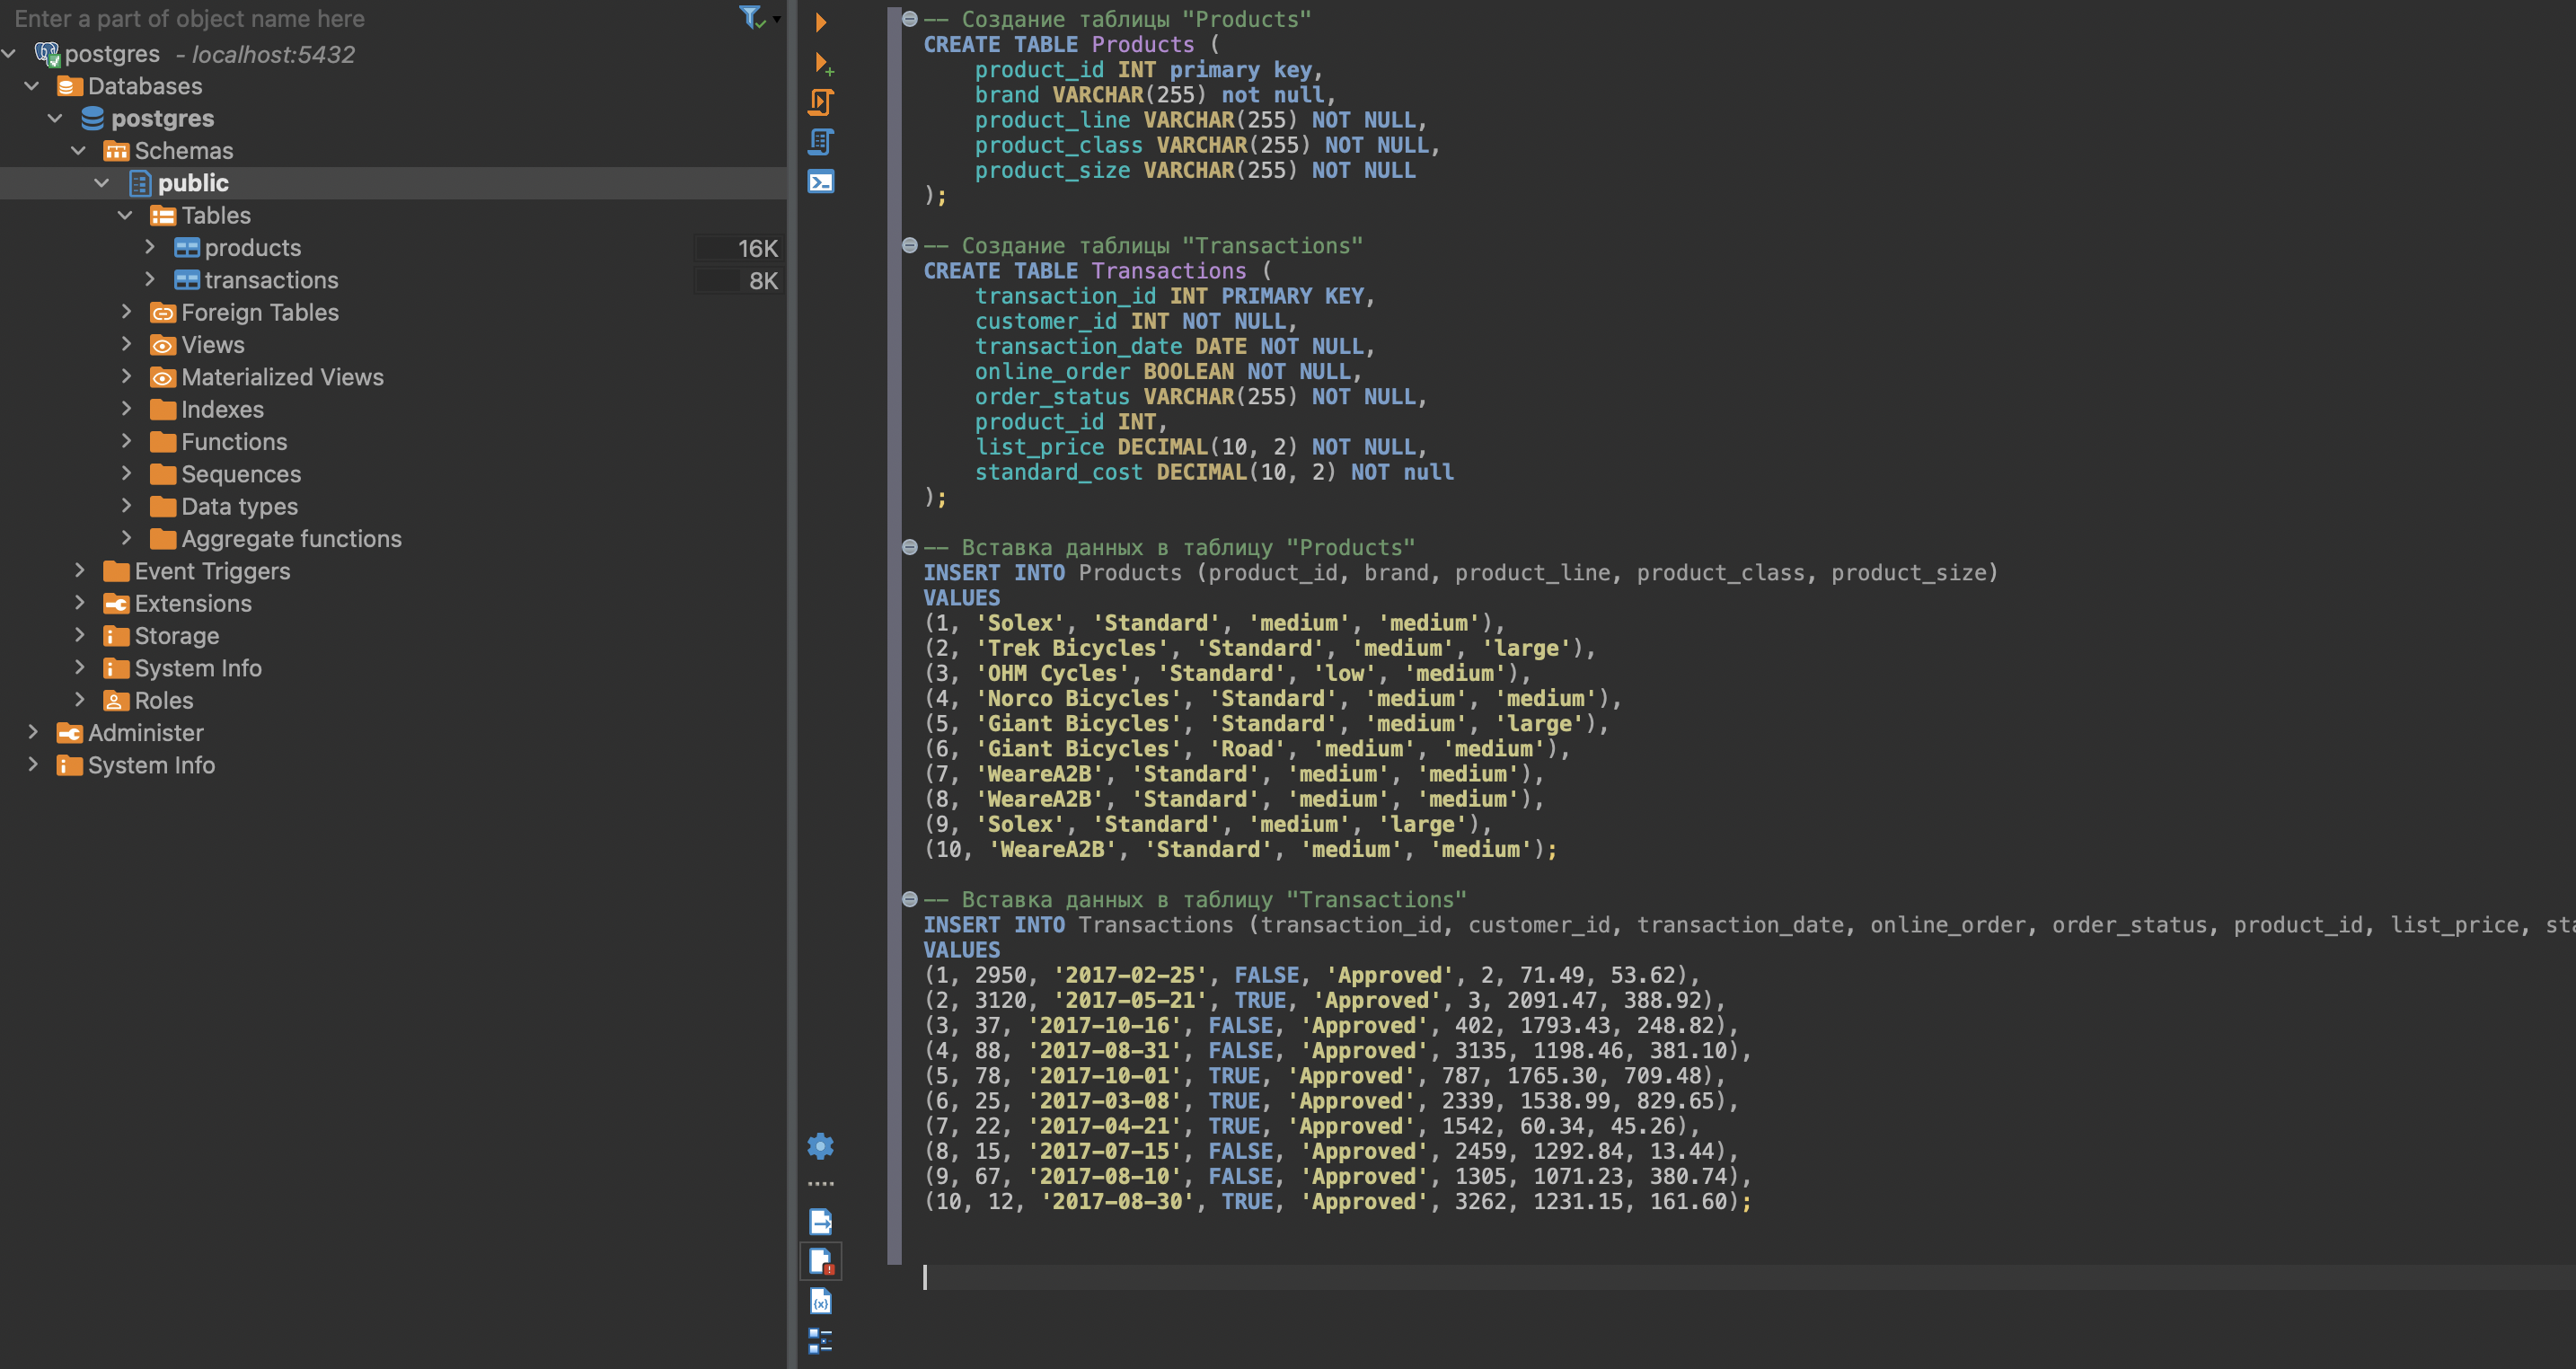 Enter a part of object name here
postgres - localhost:5432
Databases
postgres
Schemas
public
Tables
products 16K
transactions 8K
Foreign Tables
Views
Materialized Views
Indexes
Functions
Sequences
Data types
Aggregate functions
Event Triggers
Extensions
Storage
System Info
Roles
Administer
System Info
-- Создание таблицы "Products"
CREATE TABLE Products (
product_id INT primary key,
brand VARCHAR(255) not null,
product_line VARCHAR(255) NOT NULL,
product_class VARCHAR(255) NOT NULL,
product_size VARCHAR(255) NOT NULL
);
-- Создание таблицы "Transactions"
CREATE TABLE Transactions (
transaction_id INT PRIMARY KEY,
customer_id INT NOT NULL,
transaction_date DATE NOT NULL,
online_order BOOLEAN NOT NULL,
order_status VARCHAR(255) NOT NULL,
product_id INT,
list_price DECIMAL(10, 2) NOT NULL,
standard_cost DECIMAL(10, 2) NOT null
);
-- Вставка данных в таблицу "Products"
INSERT INTO Products (product_id, brand, product_line, product_class, product_size)
VALUES
(1, 'Solex', 'Standard', 'medium', 'medium'),
(2, 'Trek Bicycles', 'Standard', 'medium', 'large'),
(3, 'OHM Cycles', 'Standard', 'low', 'medium'),
(4, 'Norco Bicycles', 'Standard', 'medium', 'medium'),
(5, 'Giant Bicycles', 'Standard', 'medium', 'large'),
(6, 'Giant Bicycles', 'Road', 'medium', 'medium'),
(7, 'WeareA2B', 'Standard', 'medium', 'medium'),
(8, 'WeareA2B', 'Standard', 'medium', 'medium'),
(9, 'Solex', 'Standard', 'medium', 'large'),
(10, 'WeareA2B', 'Standard', 'medium', 'medium');
-- Вставка данных в таблицу "Transactions"
INSERT INTO Transactions (transaction_id, customer_id, transaction_date, online_order, order_status, product_id, list_price, sta
VALUES
(1, 2950, '2017-02-25', FALSE, 'Approved', 2, 71.49, 53.62),
(2, 3120, '2017-05-21', TRUE, 'Approved', 3, 2091.47, 388.92),
(3, 37, '2017-10-16', FALSE, 'Approved', 402, 1793.43, 248.82),
(4, 88, '2017-08-31', FALSE, 'Approved', 3135, 1198.46, 381.10),
(5, 78, '2017-10-01', TRUE, 'Approved', 787, 1765.30, 709.48),
(6, 25, '2017-03-08', TRUE, 'Approved', 2339, 1538.99, 829.65),
(7, 22, '2017-04-21', TRUE, 'Approved', 1542, 60.34, 45.26),
(8, 15, '2017-07-15', FALSE, 'Approved', 2459, 1292.84, 13.44),
(9, 67, '2017-08-10', FALSE, 'Approved', 1305, 1071.23, 380.74),
(10, 12, '2017-08-30', TRUE, 'Approved', 3262, 1231.15, 161.60);